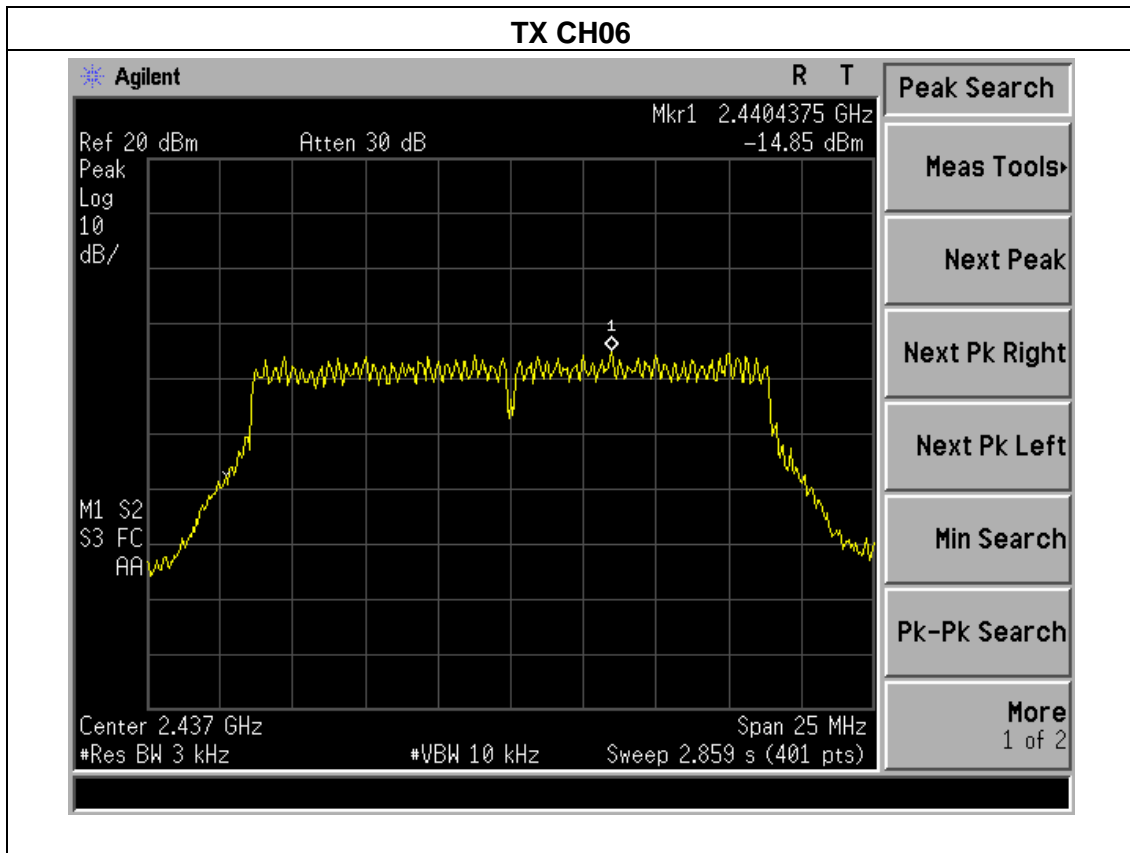 TX CH06
Agilent
R T
Mkr1 2.4404375 GHz
Ref 20 dBm Atten 30 dB -14.85 dBm
Peak
Log
10
dB/
1
M1 S2
S3 FC
AA
Center 2.437 GHz Span 25 MHz
#Res BW 3 kHz #VBW 10 kHz Sweep 2.859 s (401 pts)
Peak Search
Meas Tools
Next Peak
Next Pk Right
Next Pk Left
Min Search
Pk-Pk Search
More
1 of 2